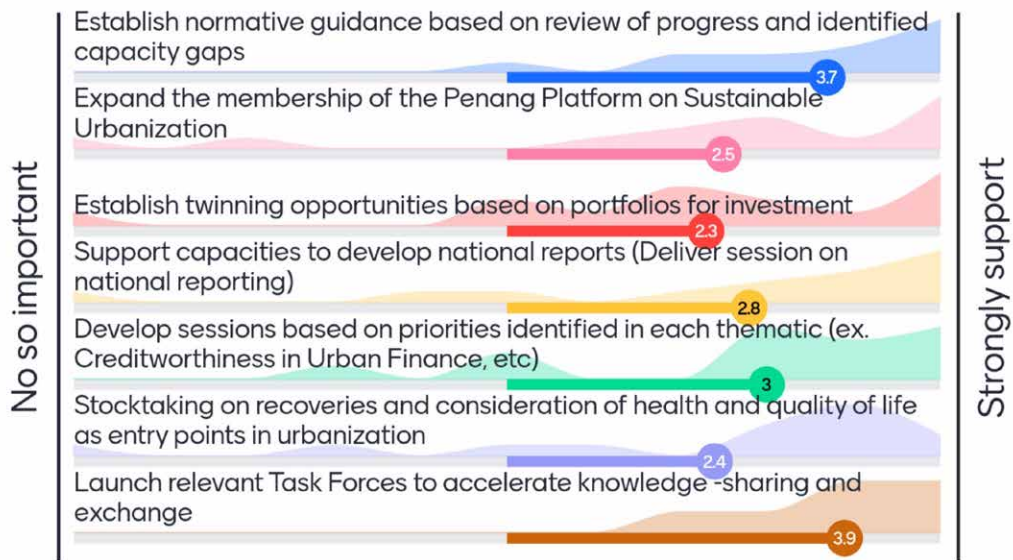 Establish normative guidance based on review of progress and identified
capacity gaps
3.7
Expand the membership of the Penang Platform on Sustainable
Urbanization
2.5
Establish twinning opportunities based on portfolios for investment
2.3
Support capacities to develop national reports (Deliver session on
national reporting)
2.8
Develop sessions based on priorities identified in each thematic (ex.
Creditworthiness in Urban Finance, etc)
3
Stocktaking on recoveries and consideration of health and quality of life
as entry points in urbanization
2.4
Launch relevant Task Forces to accelerate knowledge -sharing and
exchange
3.9
No so important
Strongly support